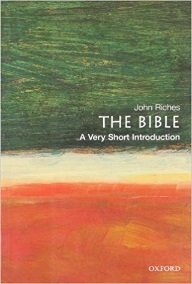 John Riches
THE BIBLE
A Very Short Introduction
OXFORD